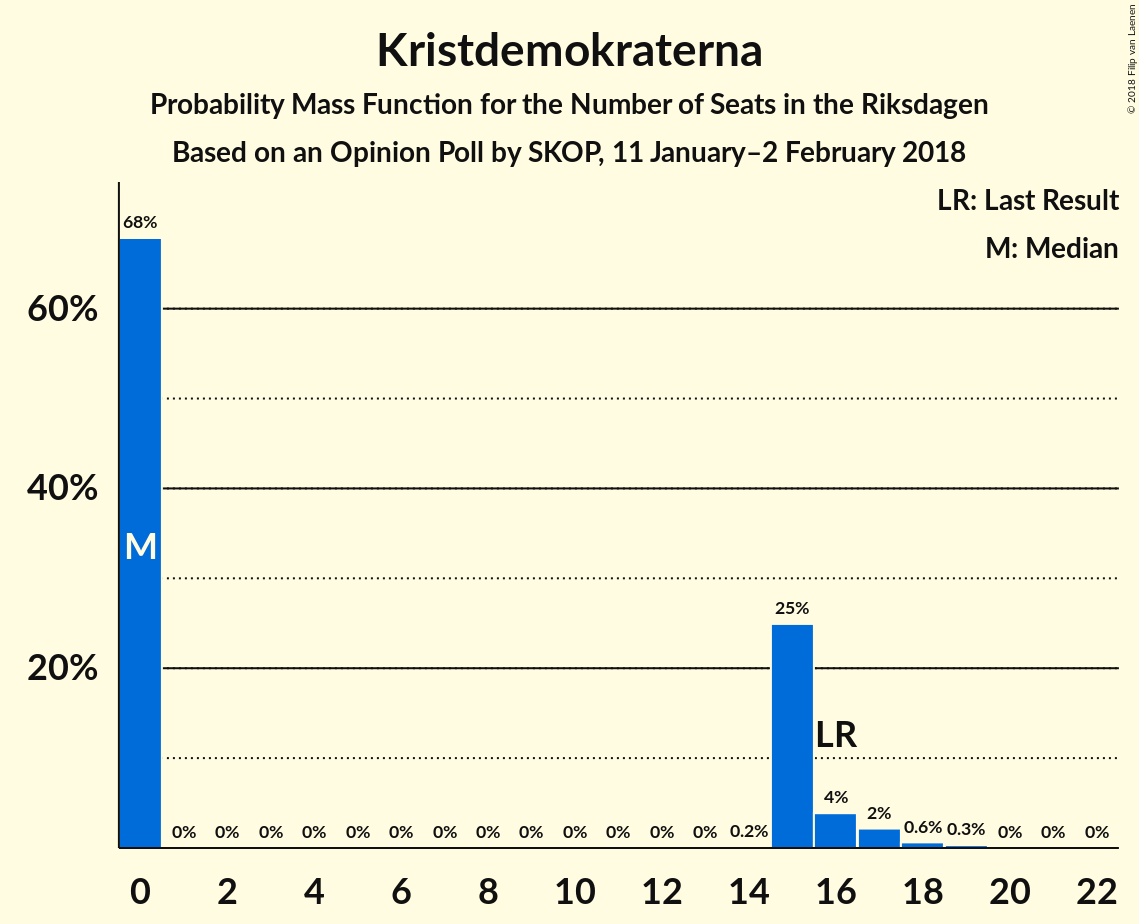 © 2018 Filip van Laenen
Kristdemokraterna
Probability Mass Function for the Number of Seats in the Riksdagen
Based on an Opinion Poll by SKOP, 11 January–2 February 2018
LR: Last Result
M: Median
68%
60%
40%
M
25%
20%
LR
4%
2%
0% 0% 0% 0% 0% 0% 0% 0% 0% 0% 0% 0% 0% 0.2% 0.6% 0.3% 0% 0% 0%
0 2 4 6 8 10 12 14 16 18 20 22